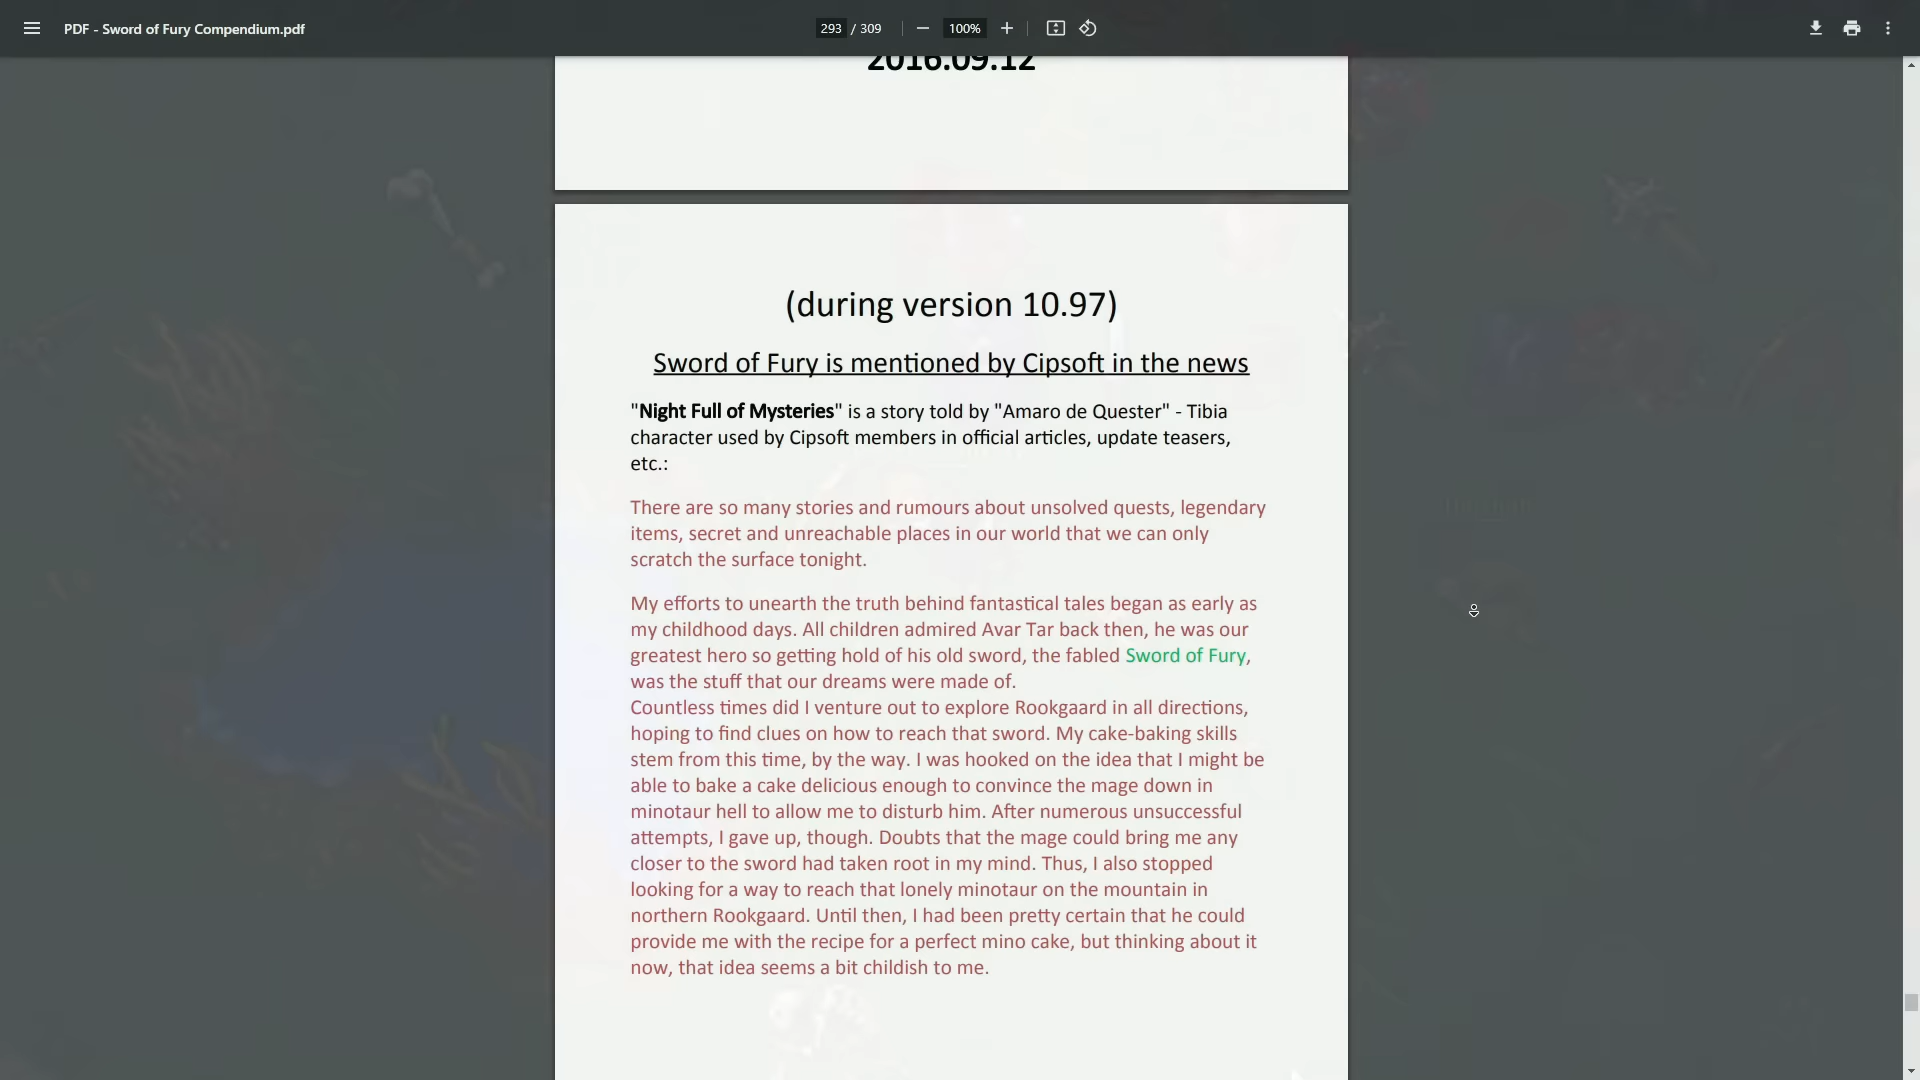 PDF - Sword of Fury Compendium.pdf
293 / 309
100%
2016.09.12
(during version 10.97)
Sword of Fury is mentioned by Cipsoft in the news
"Night Full of Mysteries" is a story told by "Amaro de Quester" - Tibia
character used by Cipsoft members in official articles, update teasers,
etc.:
There are so many stories and rumours about unsolved quests, legendary
items, secret and unreachable places in our world that we can only
scratch the surface tonight.
My efforts to unearth the truth behind fantastical tales began as early as
my childhood days. All children admired Avar Tar back then, he was our
greatest hero so getting hold of his old sword, the fabled Sword of Fury,
was the stuff that our dreams were made of.
Countless times did I venture out to explore Rookgaard in all directions,
hoping to find clues on how to reach that sword. My cake-baking skills
stem from this time, by the way. I was hooked on the idea that I might be
able to bake a cake delicious enough to convince the mage down in
minotaur hell to allow me to disturb him. After numerous unsuccessful
attempts, I gave up, though. Doubts that the mage could bring me any
closer to the sword had taken root in my mind. Thus, I also stopped
looking for a way to reach that lonely minotaur on the mountain in
northern Rookgaard. Until then, I had been pretty certain that he could
provide me with the recipe for a perfect mino cake, but thinking about it
now, that idea seems a bit childish to me.